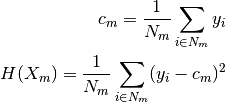 c_m = \frac{1}{N_m} \sum_{i \in N_m} y_i
H(X_m) = \frac{1}{N_m} \sum_{i \in N_m} (y_i - c_m)^2